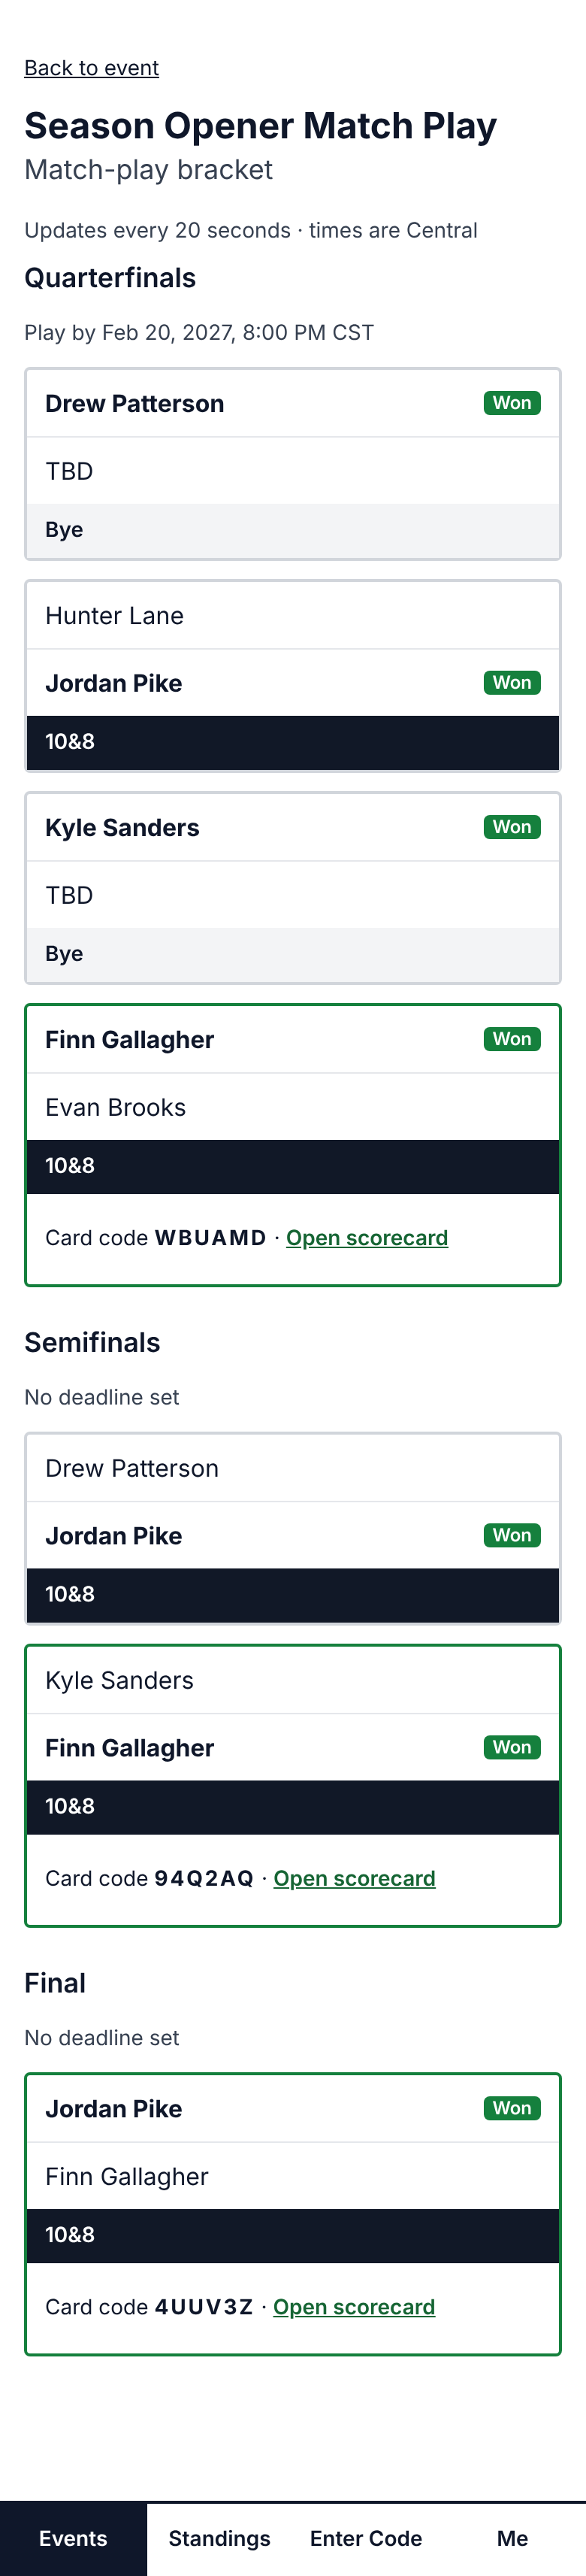 Back to event
Season Opener Match Play
Match-play bracket
Updates every 20 seconds · times are Central
Quarterfinals
Play by Feb 20, 2027, 8:00 PM CST
Drew Patterson Won
TBD
Bye
Hunter Lane
Jordan Pike Won
10&8
Kyle Sanders Won
TBD
Bye
Finn Gallagher Won
Evan Brooks
10&8
Card code WBUAMD · Open scorecard
Semifinals
No deadline set
Drew Patterson
Jordan Pike Won
10&8
Kyle Sanders
Finn Gallagher Won
10&8
Card code 94Q2AQ · Open scorecard
Final
No deadline set
Jordan Pike Won
Finn Gallagher
10&8
Card code 4UUV3Z · Open scorecard
Events Standings Enter Code Me